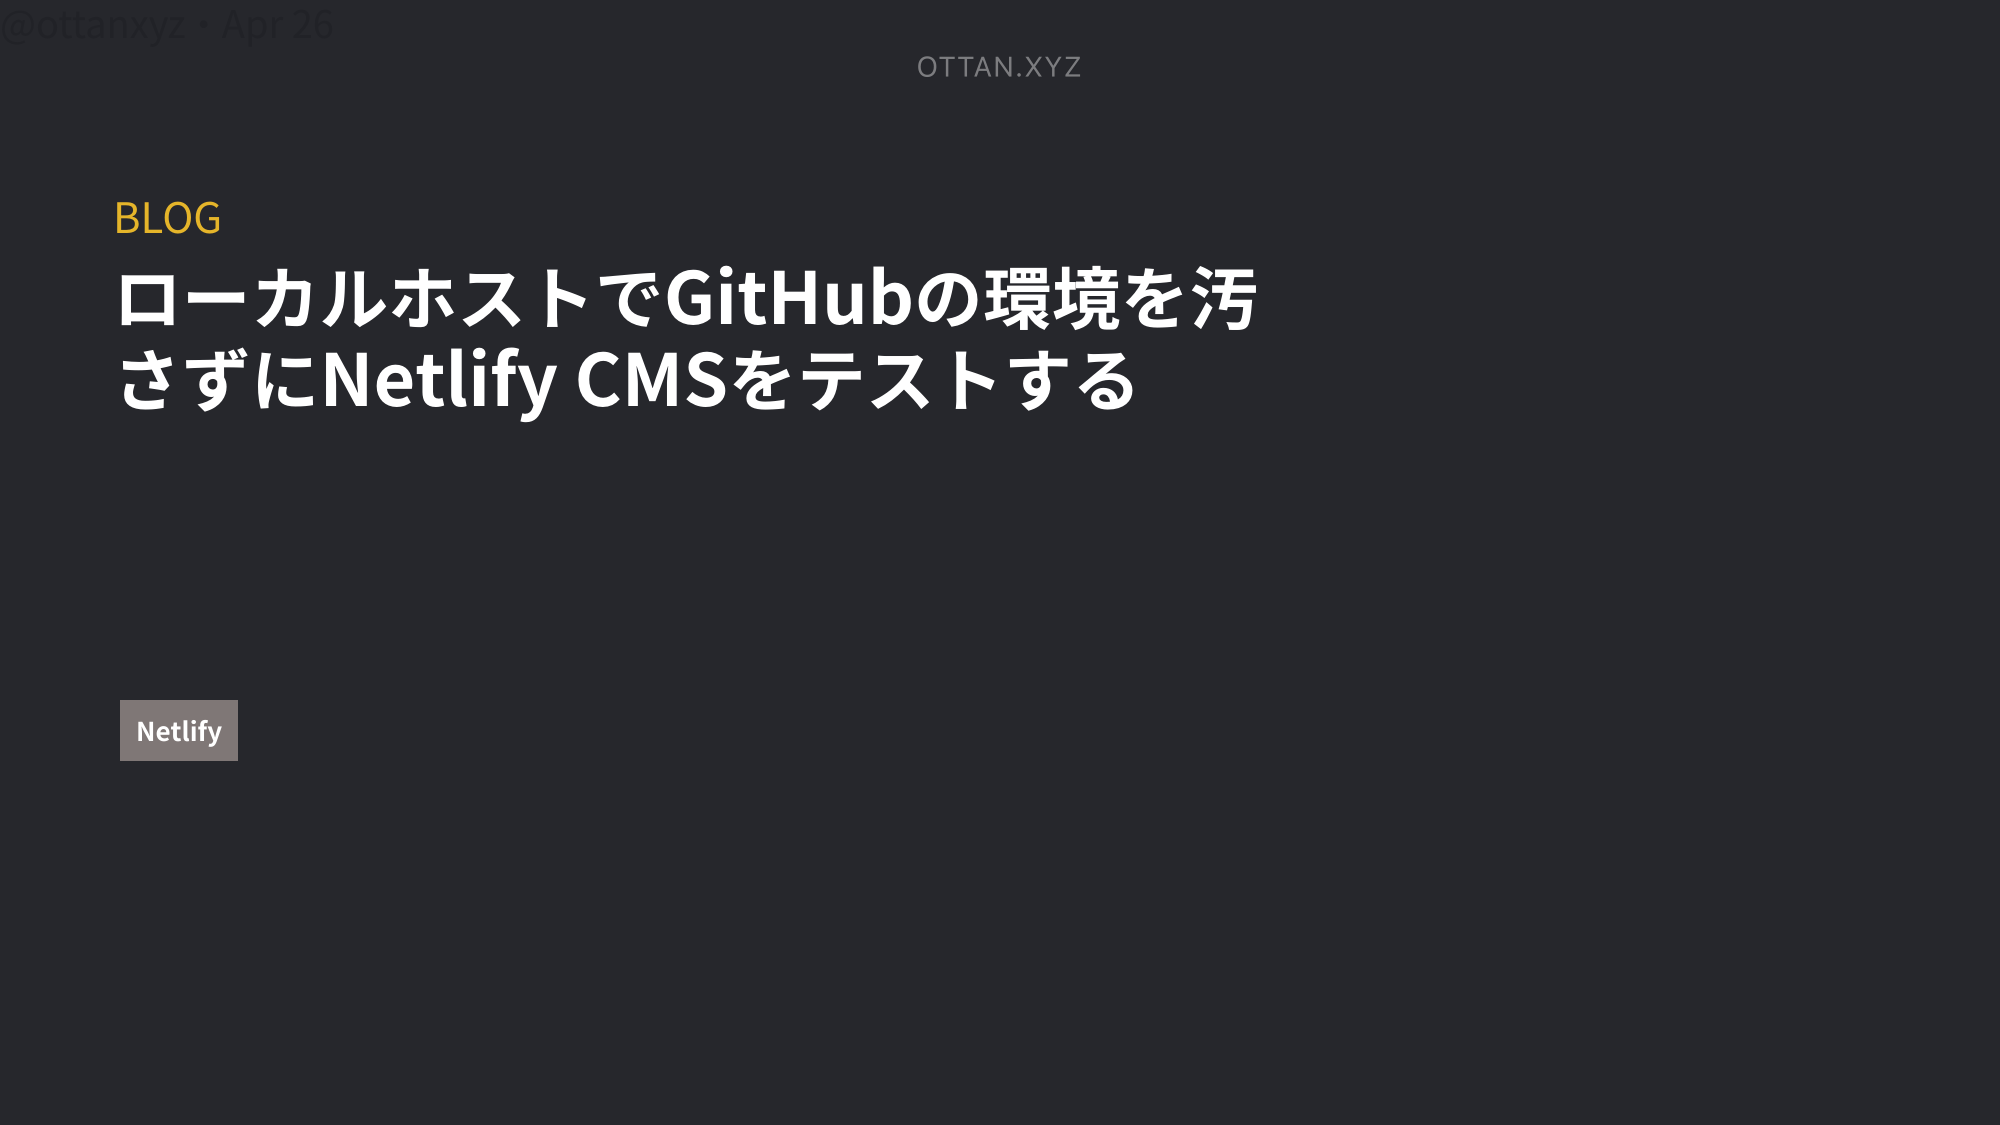 @ottanxyz・Apr 26
OTTAN.XYZ
BLOG
ローカルホストでGitHubの環境を汚
さずにNetlify CMSをテストする
Netlify